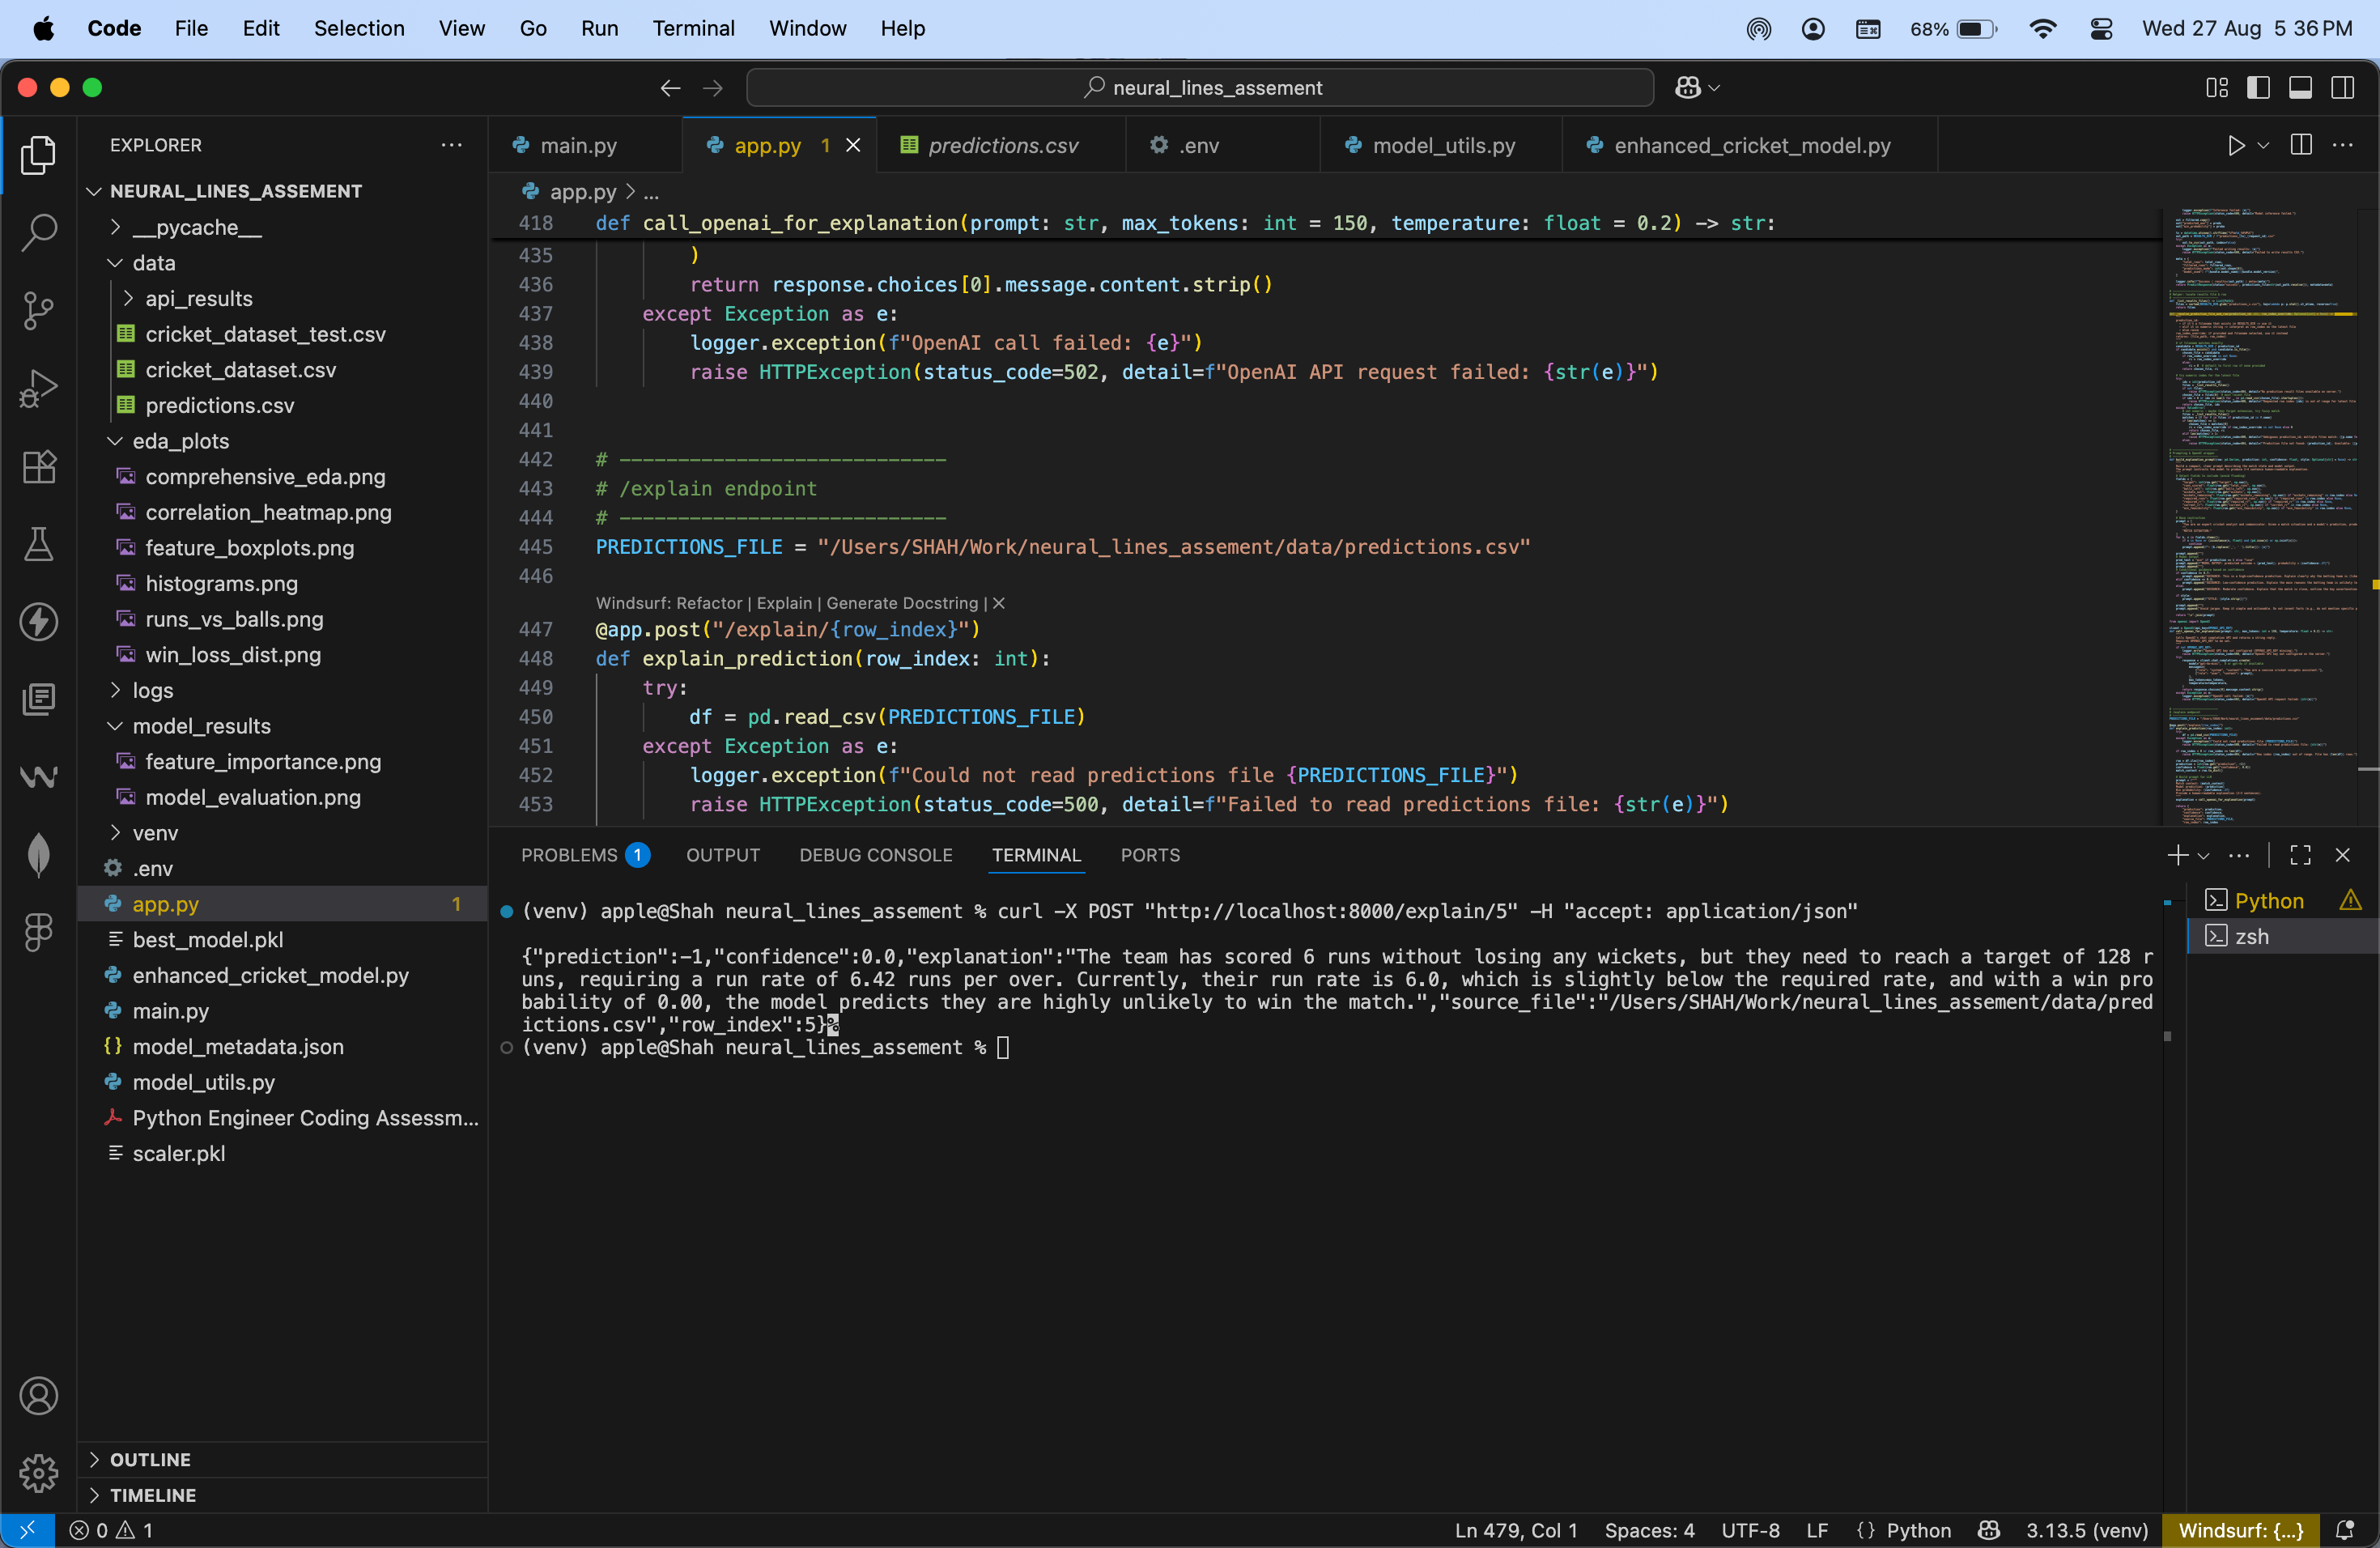 Code File Edit Selection View Go Run Terminal Window Help 68% Wed 27 Aug 5 36 PM
neural_lines_assement
EXPLORER
NEURAL_LINES_ASSEMENT
__pycache__
data
api_results
cricket_dataset_test.csv
cricket_dataset.csv
predictions.csv
eda_plots
comprehensive_eda.png
correlation_heatmap.png
feature_boxplots.png
histograms.png
runs_vs_balls.png
win_loss_dist.png
logs
model_results
feature_importance.png
model_evaluation.png
venv
.env
app.py 1
best_model.pkl
enhanced_cricket_model.py
main.py
model_metadata.json
model_utils.py
Python Engineer Coding Assessm...
scaler.pkl
OUTLINE
TIMELINE
main.py app.py 1 predictions.csv .env model_utils.py enhanced_cricket_model.py
app.py > ...
418 def call_openai_for_explanation(prompt: str, max_tokens: int = 150, temperature: float = 0.2) -> str:
435 )
436 return response.choices[0].message.content.strip()
437 except Exception as e:
438 logger.exception(f"OpenAI call failed: {e}")
439 raise HTTPException(status_code=502, detail=f"OpenAI API request failed: {str(e)}")
440
441
442 # ----------------------------
443 # /explain endpoint
444 # ----------------------------
445 PREDICTIONS_FILE = "/Users/SHAH/Work/neural_lines_assement/data/predictions.csv"
446
Windsurf: Refactor | Explain | Generate Docstring | ×
447 @app.post("/explain/{row_index}")
448 def explain_prediction(row_index: int):
449 try:
450 df = pd.read_csv(PREDICTIONS_FILE)
451 except Exception as e:
452 logger.exception(f"Could not read predictions file {PREDICTIONS_FILE}")
453 raise HTTPException(status_code=500, detail=f"Failed to read predictions file: {str(e)}")
PROBLEMS 1 OUTPUT DEBUG CONSOLE TERMINAL PORTS
(venv) apple@Shah neural_lines_assement % curl -X POST "http://localhost:8000/explain/5" -H "accept: application/json"
{"prediction":-1,"confidence":0.0,"explanation":"The team has scored 6 runs without losing any wickets, but they need to reach a target of 128 r
uns, requiring a run rate of 6.42 runs per over. Currently, their run rate is 6.0, which is slightly below the required rate, and with a win pro
bability of 0.00, the model predicts they are highly unlikely to win the match.","source_file":"/Users/SHAH/Work/neural_lines_assement/data/pred
ictions.csv","row_index":5}%
(venv) apple@Shah neural_lines_assement %
Python
zsh
0 1 Ln 479, Col 1 Spaces: 4 UTF-8 LF {} Python 3.13.5 (venv) Windsurf: {...}